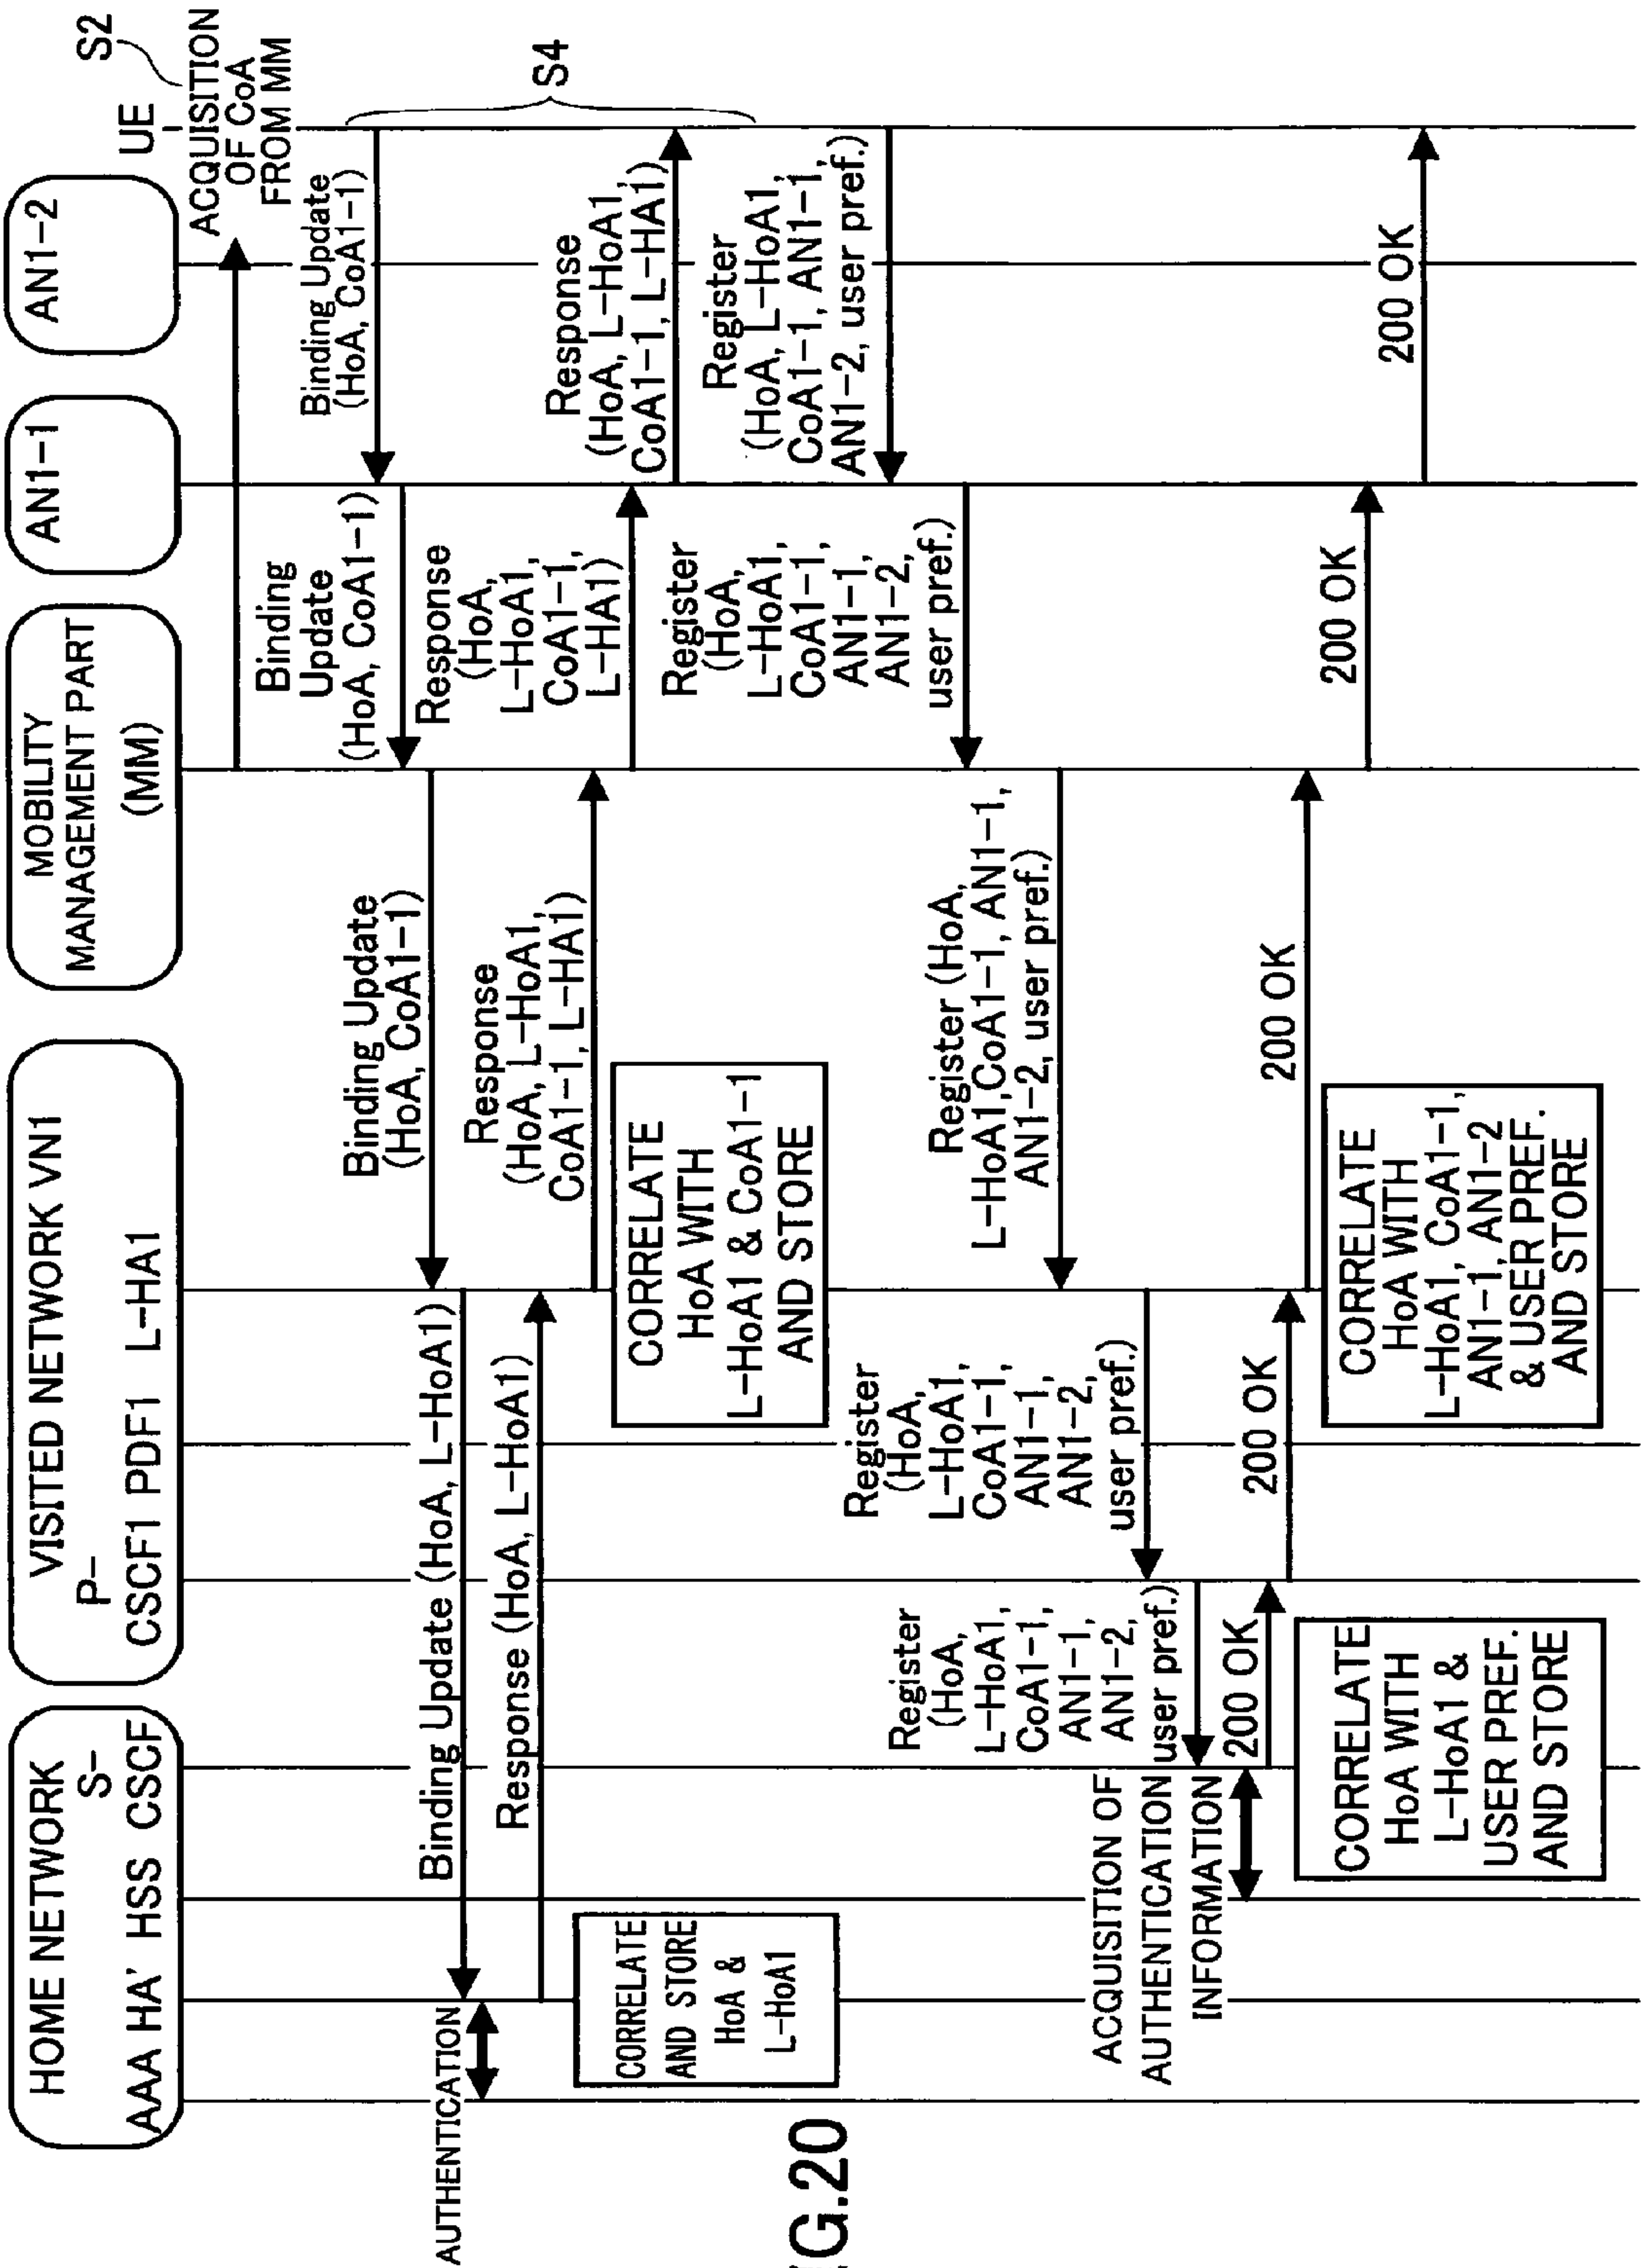 HOME NETWORK
S-
AAA HA' HSS CSCF
VISITED NETWORK VN1
P-
CSCF1 PDF1 L-HA1
MOBILITY
MANAGEMENT PART
(MM)
AN1-1
AN1-2
UE
S2
ACQUISITION
OF CoA
FROM MM
S4
Binding Update
(HoA, CoA1-1)
Binding
Update
(HoA, CoA1-1)
Binding Update
(HoA, CoA1-1)
Binding Update (HoA, L-HoA1)
AUTHENTICATION
Response (HoA, L-HoA1)
Response
(HoA, L-HoA1,
CoA1-1, L-HA1)
Response
(HoA,
L-HoA1,
CoA1-1,
L-HA1)
Response
(HoA, L-HoA1,
CoA1-1, L-HA1)
CORRELATE
AND STORE
HoA &
L-HoA1
CORRELATE
HoA WITH
L-HoA1 & CoA1-1
AND STORE
Register
(HoA, L-HoA1,
CoA1-1, AN1-1,
AN1-2, user pref.)
Register
(HoA,
L-HoA1,
CoA1-1,
AN1-1,
AN1-2,
user pref.)
Register (HoA,
L-HoA1,CoA1-1, AN1-1,
AN1-2, user pref.)
Register
(HoA,
L-HoA1,
CoA1-1,
AN1-1,
AN1-2,
user pref.)
Register
(HoA,
L-HoA1,
CoA1-1,
AN1-1,
AN1-2,
user pref.)
ACQUISITION OF
AUTHENTICATION
INFORMATION
200 OK
200 OK
200 OK
200 OK
200 OK
CORRELATE
HoA WITH
L-HoA1 &
USER PREF.
AND STORE
CORRELATE
HoA WITH
L-HoA1, CoA1-1,
AN1-1, AN1-2
& USER PREF.
AND STORE
G.20